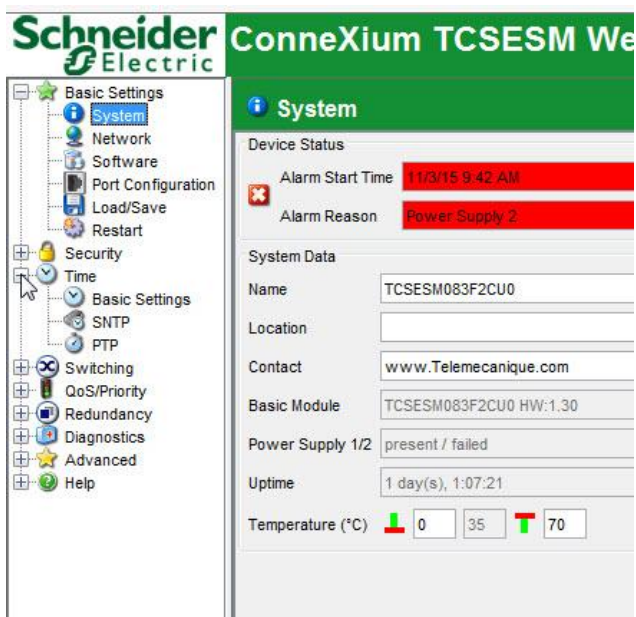 Schneider Electric
ConneXium TCSESM We
Basic Settings
System
Network
Software
Port Configuration
Load/Save
Restart
Security
Time
Basic Settings
SNTP
PTP
Switching
QoS/Priority
Redundancy
Diagnostics
Advanced
Help
System
Device Status
Alarm Start Time 11/3/15 9:42 AM
Alarm Reason Power Supply 2
System Data
Name TCSESM083F2CU0
Location
Contact www.Telemecanique.com
Basic Module TCSESM083F2CU0 HW:1.30
Power Supply 1/2 present / failed
Uptime 1 day(s), 1:07:21
Temperature (°C) 0 35 70